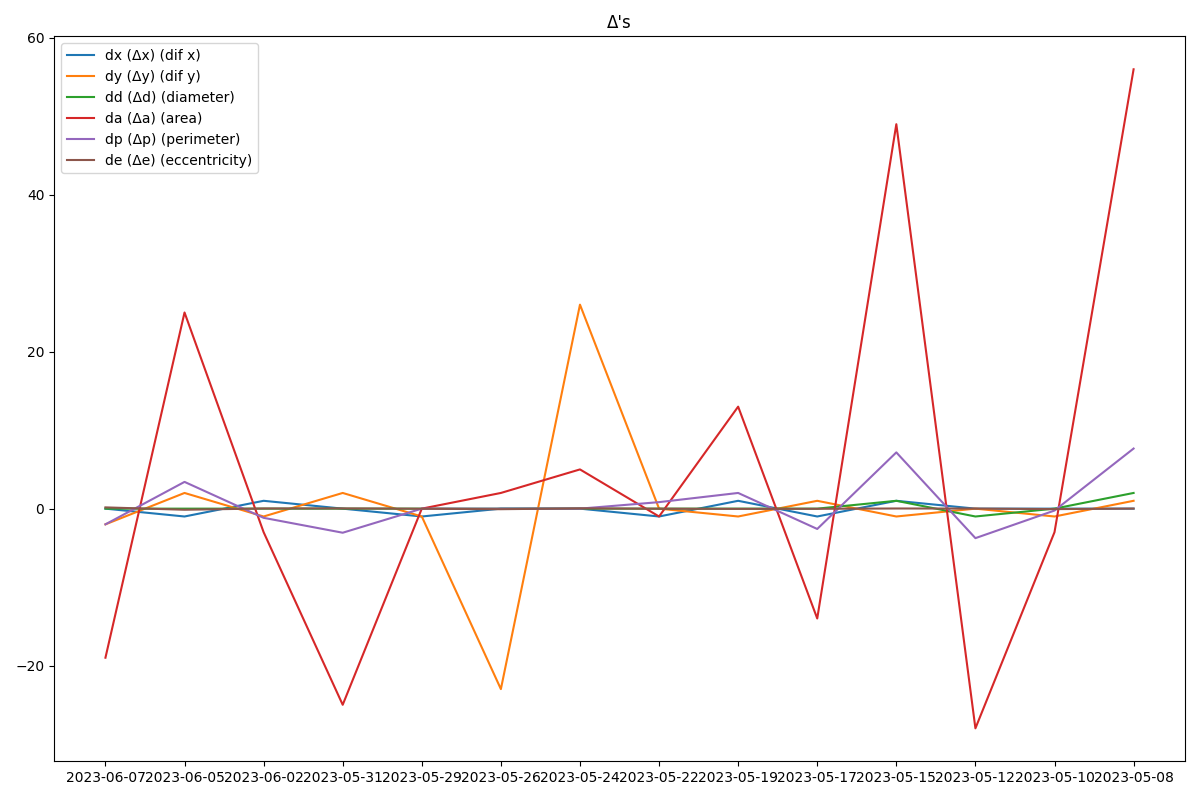 Δ's
60
40
20
0
−20
dx (Δx) (dif x)
dy (Δy) (dif y)
dd (Δd) (diameter)
da (Δa) (area)
dp (Δp) (perimeter)
de (Δe) (eccentricity)
2023-06-07 2023-06-05 2023-06-02 2023-05-31 2023-05-29 2023-05-26 2023-05-24 2023-05-22 2023-05-19 2023-05-17 2023-05-15 2023-05-12 2023-05-10 2023-05-08